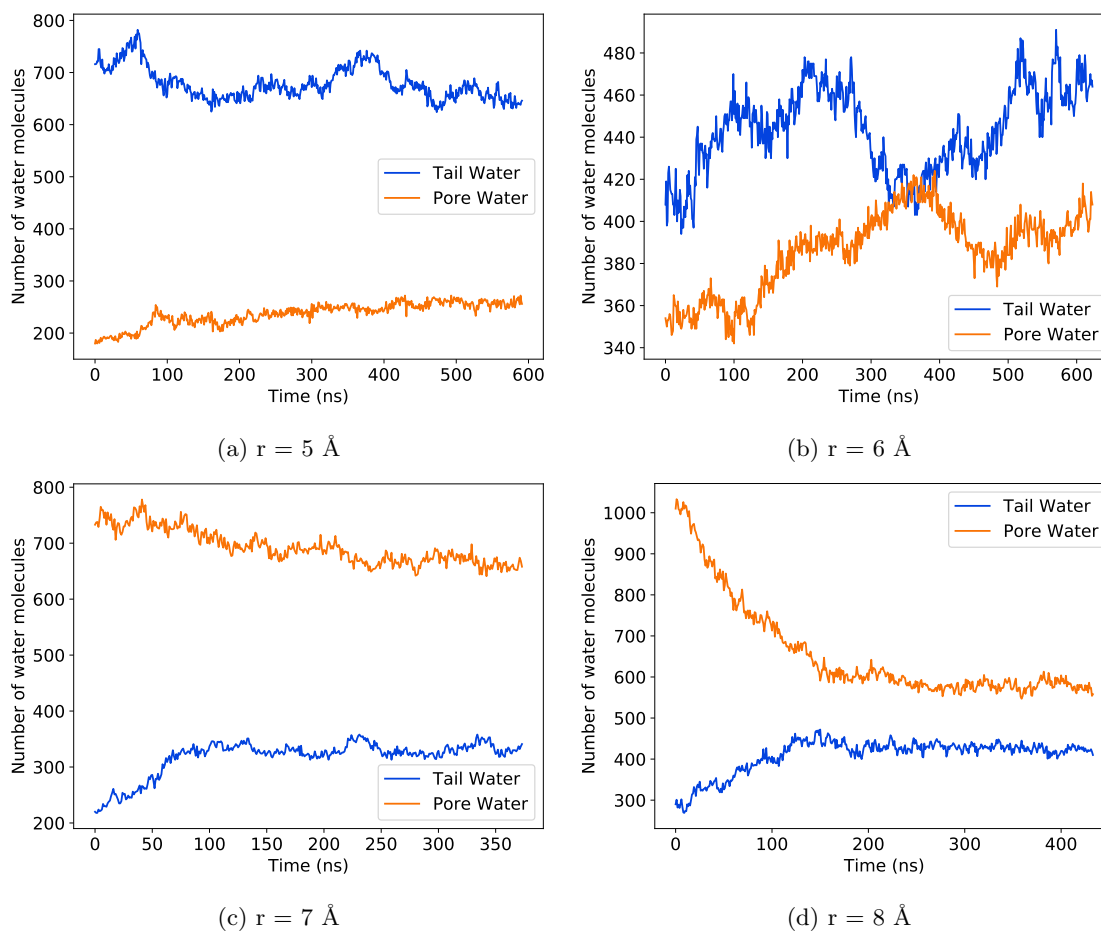 800
700
600
500
400
300
200
Number of water molecules
Tail Water
Pore Water
0 100 200 300 400 500 600
Time (ns)
(a) r = 5 Å
480
460
440
420
400
380
360
340
Number of water molecules
Tail Water
Pore Water
0 100 200 300 400 500 600
Time (ns)
(b) r = 6 Å
800
700
600
500
400
300
200
Number of water molecules
Tail Water
Pore Water
0 50 100 150 200 250 300 350
Time (ns)
(c) r = 7 Å
1000
900
800
700
600
500
400
300
Number of water molecules
Tail Water
Pore Water
0 100 200 300 400
Time (ns)
(d) r = 8 Å